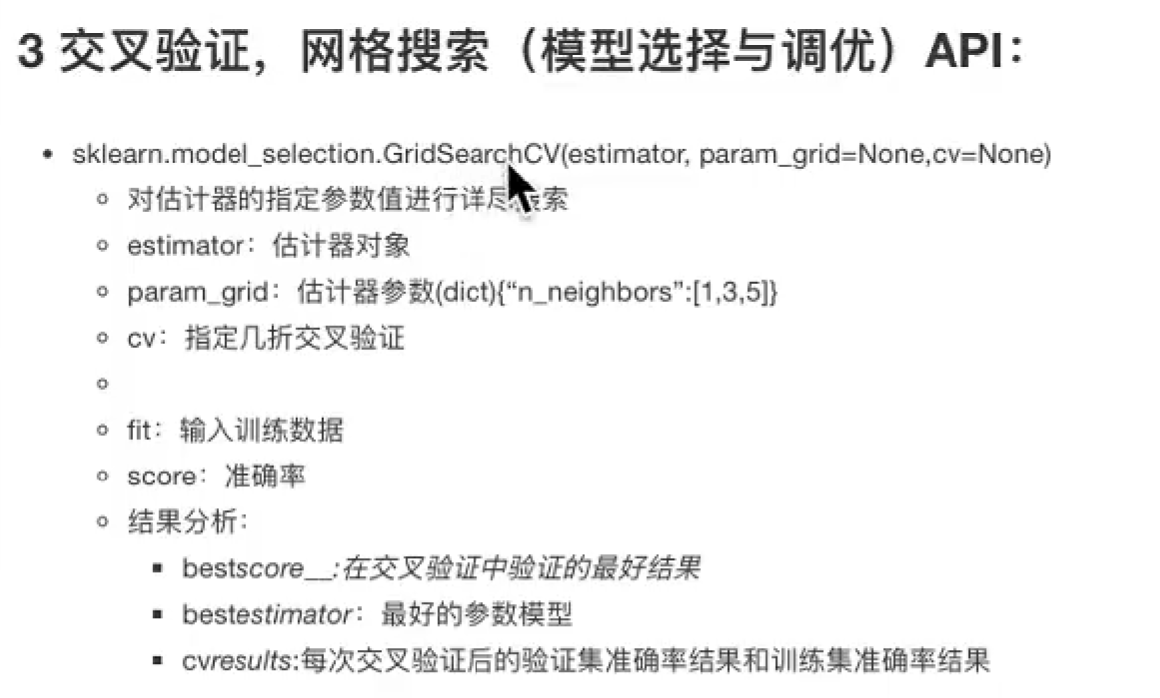 3 交叉验证，网格搜索（模型选择与调优）API：
sklearn.model_selection.GridSearchCV(estimator, param_grid=None,cv=None)
对估计器的指定参数值进行详尽索
estimator：估计器对象
param_grid：估计器参数(dict){“n_neighbors”:[1,3,5]}
cv：指定几折交叉验证
fit：输入训练数据
score：准确率
结果分析：
bestscore__:在交叉验证中验证的最好结果
bestestimator：最好的参数模型
cvresults:每次交叉验证后的验证集准确率结果和训练集准确率结果